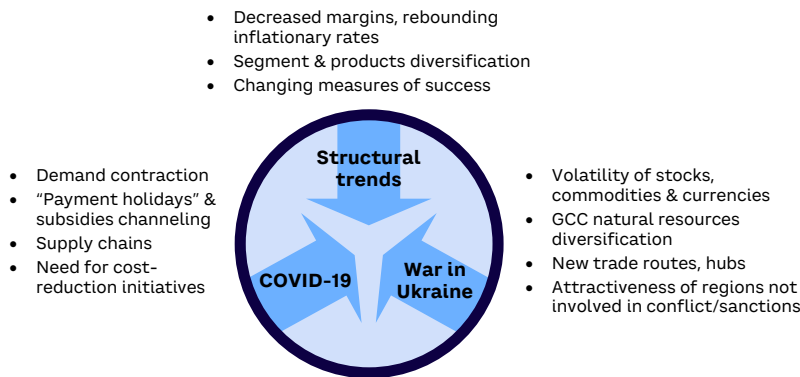 • Decreased margins, rebounding
inflationary rates
• Segment & products diversification
• Changing measures of success
Structural
trends
• Demand contraction
• “Payment holidays” &
subsidies channeling
• Supply chains
• Need for cost-
reduction initiatives
COVID-19
War in
Ukraine
• Volatility of stocks,
commodities & currencies
• GCC natural resources
diversification
• New trade routes, hubs
• Attractiveness of regions not
involved in conflict/sanctions